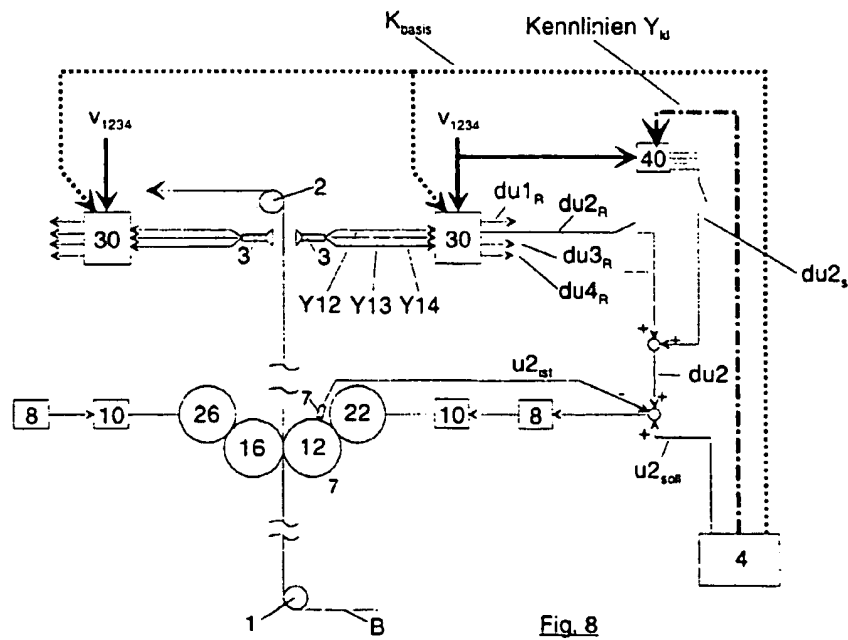 K_basis
Kennlinien Y_kl
v_1234
v_1234
40
2
du1_R
du2_R
30
3
3
30
du3_R
du4_R
du2_s
Y12 Y13 Y14
+ +
u2_ist
du2
7
- +
8
10
26
22
10
8
16
12
+
7
u2_soll
4
1
B
Fig. 8